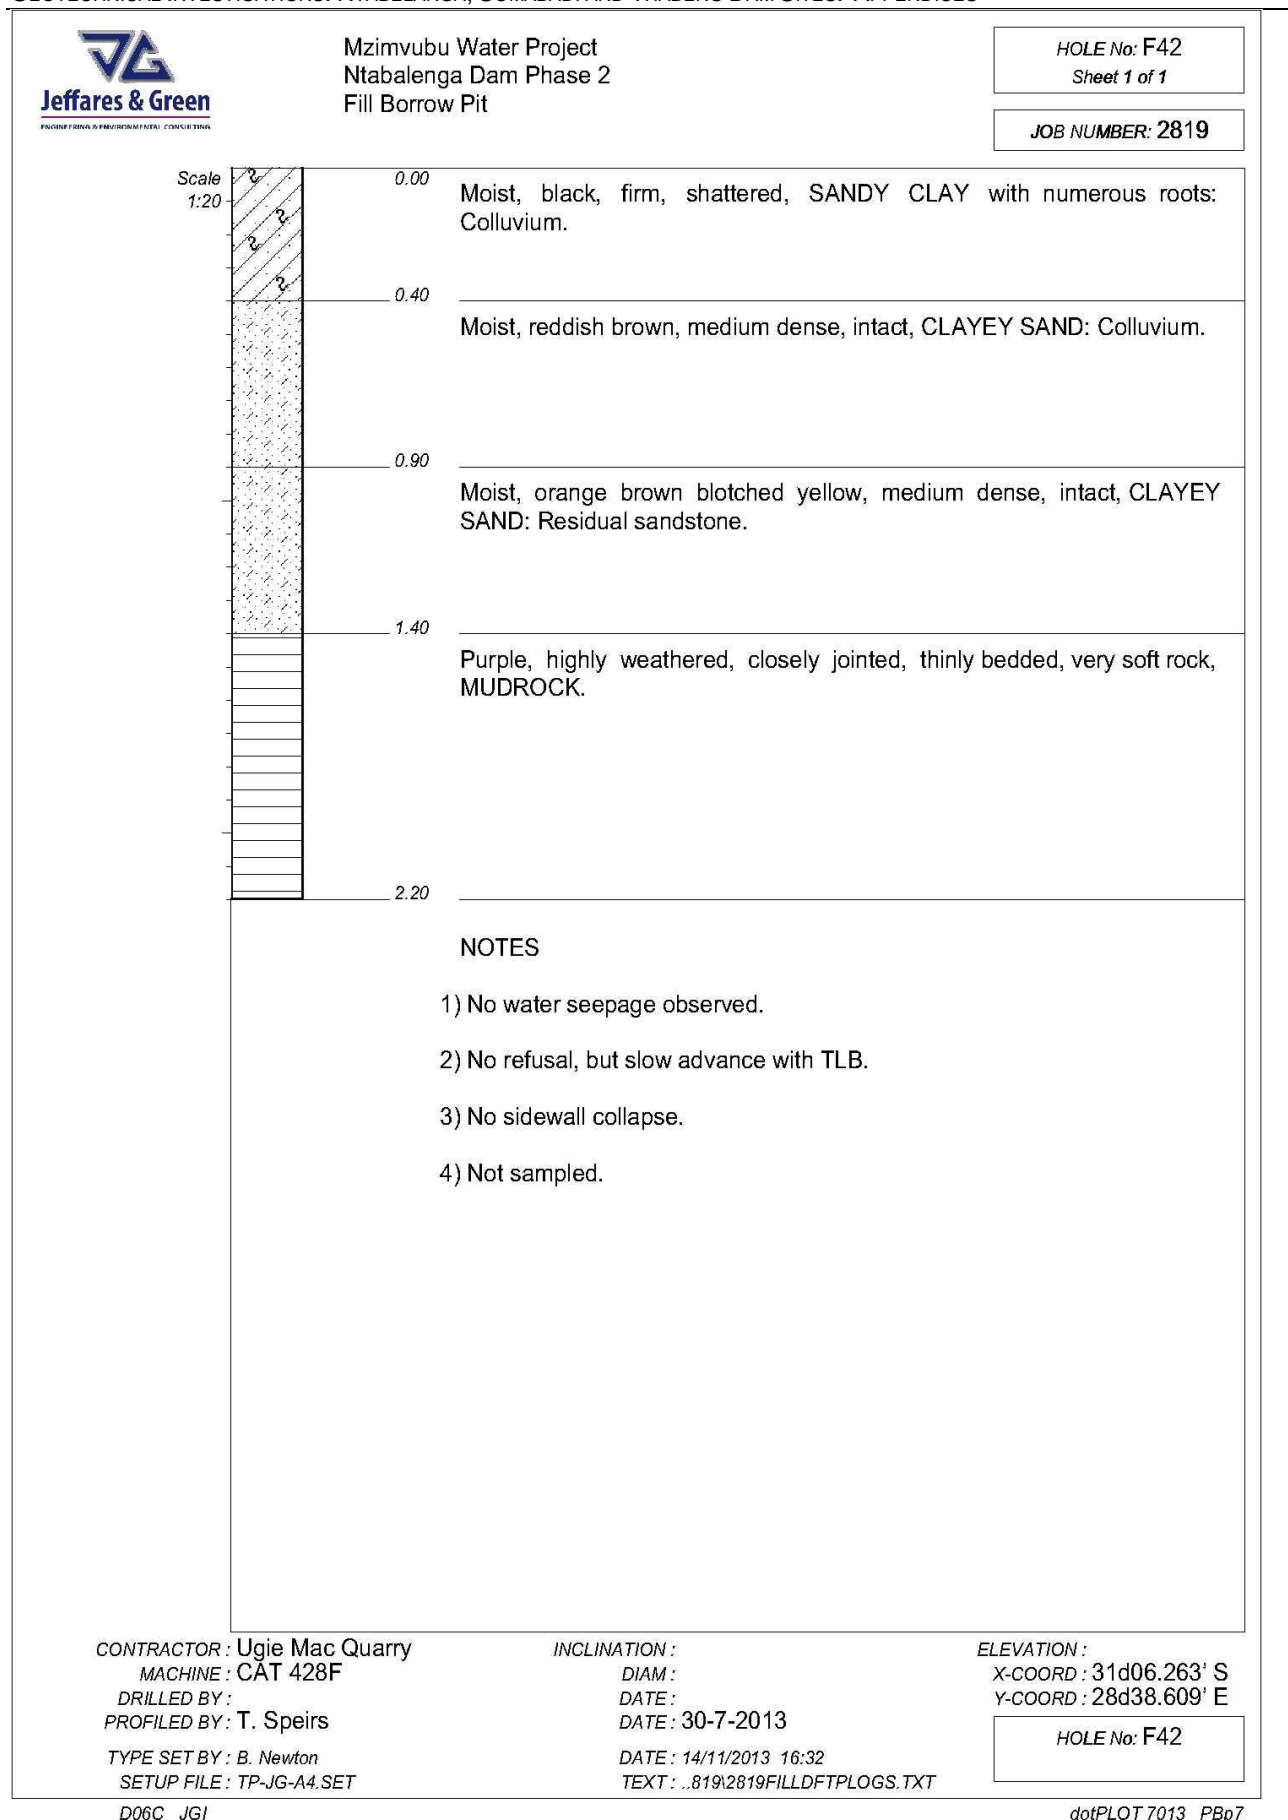 Jeffares & Green
ENGINEERING & ENVIRONMENTAL CONSULTING
Mzimvubu Water Project
Ntabalenga Dam Phase 2
Fill Borrow Pit
HOLE No: F42
Sheet 1 of 1
JOB NUMBER: 2819
Scale
1:20
0.00
Moist, black, firm, shattered, SANDY CLAY with numerous roots:
Colluvium.
0.40
Moist, reddish brown, medium dense, intact, CLAYEY SAND: Colluvium.
0.90
Moist, orange brown blotched yellow, medium dense, intact, CLAYEY
SAND: Residual sandstone.
1.40
Purple, highly weathered, closely jointed, thinly bedded, very soft rock,
MUDROCK.
2.20
NOTES
1) No water seepage observed.
2) No refusal, but slow advance with TLB.
3) No sidewall collapse.
4) Not sampled.
CONTRACTOR : Ugie Mac Quarry
MACHINE : CAT 428F
DRILLED BY :
PROFILED BY : T. Speirs
TYPE SET BY : B. Newton
SETUP FILE : TP-JG-A4.SET
INCLINATION :
DIAM :
DATE :
DATE : 30-7-2013
DATE : 14/11/2013 16:32
TEXT : ..819\2819FILLDFTPLOGS.TXT
ELEVATION :
X-COORD : 31d06.263' S
Y-COORD : 28d38.609' E
HOLE No: F42
D06C JGI
dotPLOT 7013 PBp7